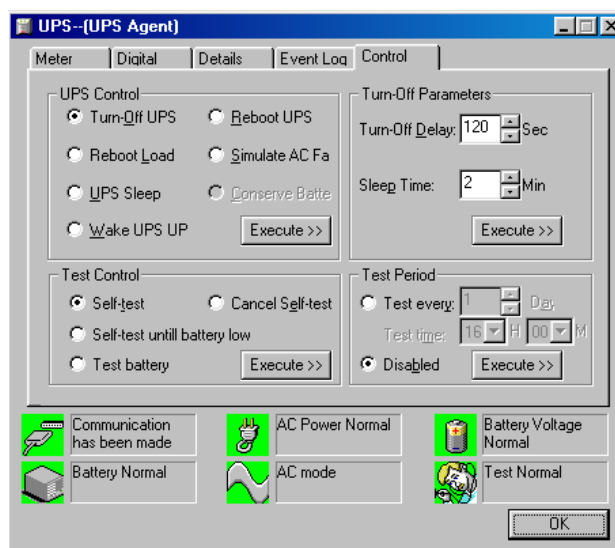 UPS--(UPS Agent)
Meter Digital Details Event Log Control
UPS Control
Turn-Off UPS Reboot UPS
Reboot Load Simulate AC Fa
UPS Sleep Conserve Batte
Wake UPS UP Execute >>
Turn-Off Parameters
Turn-Off Delay: 120 Sec
Sleep Time: 2 Min
Execute >>
Test Control
Self-test Cancel Self-test
Self-test untill battery low
Test battery Execute >>
Test Period
Test every: 1 Day
Test time: 16 H 00 M
Disabled Execute >>
Communication
has been made
AC Power Normal
Battery Voltage
Normal
Battery Normal
AC mode
Test Normal
OK